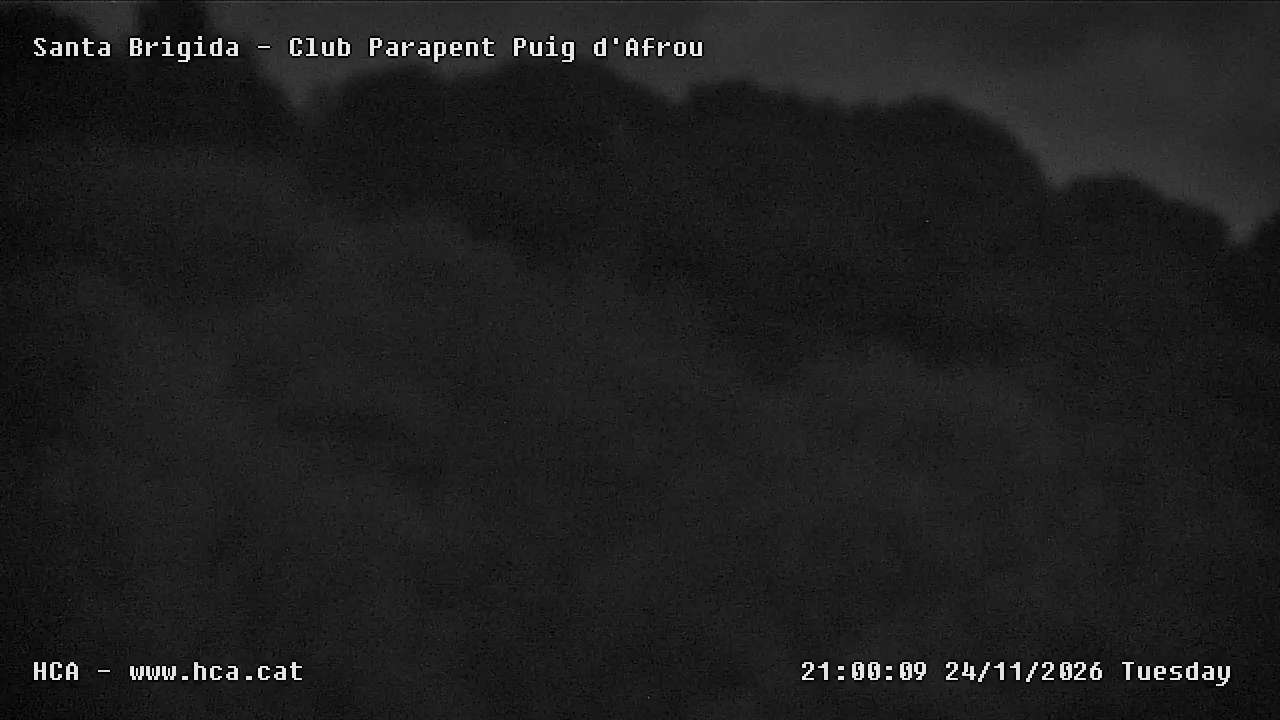 Santa Brigida - Club Parapent Puig d'Afrou
HCA - www.hca.cat
21:00:09 24/11/2026 Tuesday